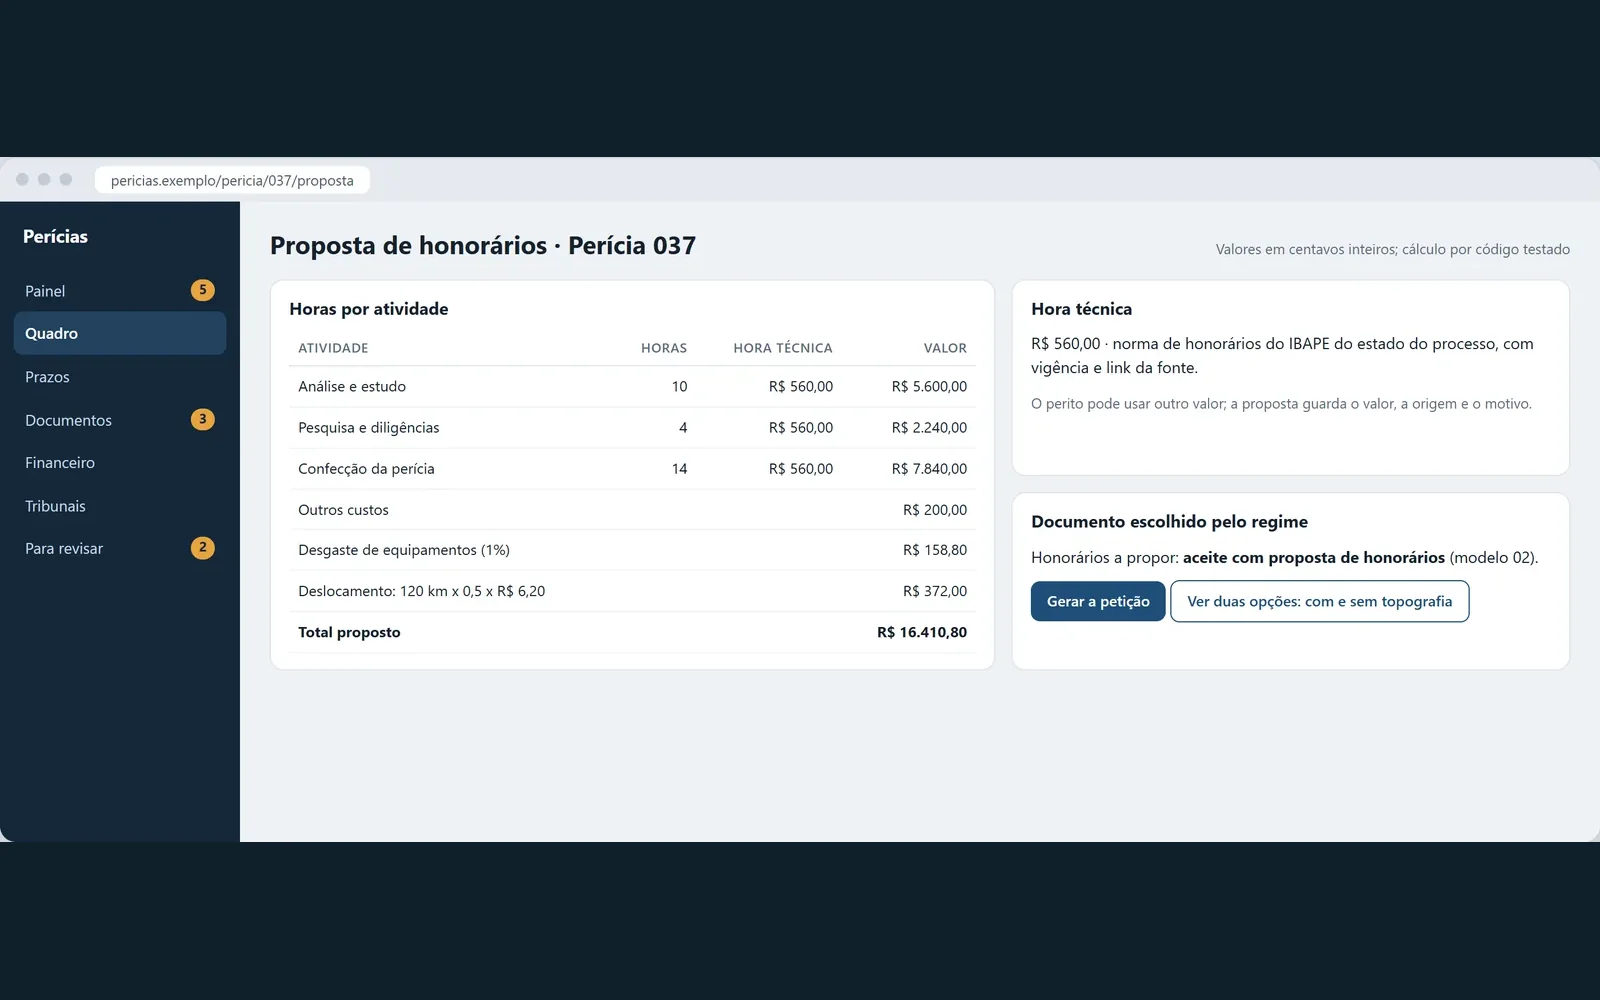 pericias.exemplo/pericia/037/proposta
Perícias
Painel 5
Quadro
Prazos
Documentos 3
Financeiro
Tribunais
Para revisar 2
Proposta de honorários · Perícia 037
Valores em centavos inteiros; cálculo por código testado
Horas por atividade
ATIVIDADE HORAS HORA TÉCNICA VALOR
Análise e estudo 10 R$ 560,00 R$ 5.600,00
Pesquisa e diligências 4 R$ 560,00 R$ 2.240,00
Confecção da perícia 14 R$ 560,00 R$ 7.840,00
Outros custos R$ 200,00
Desgaste de equipamentos (1%) R$ 158,80
Deslocamento: 120 km x 0,5 x R$ 6,20 R$ 372,00
Total proposto R$ 16.410,80
Hora técnica
R$ 560,00 · norma de honorários do IBAPE do estado do processo, com
vigência e link da fonte.
O perito pode usar outro valor; a proposta guarda o valor, a origem e o motivo.
Documento escolhido pelo regime
Honorários a propor: aceite com proposta de honorários (modelo 02).
Gerar a petição Ver duas opções: com e sem topografia